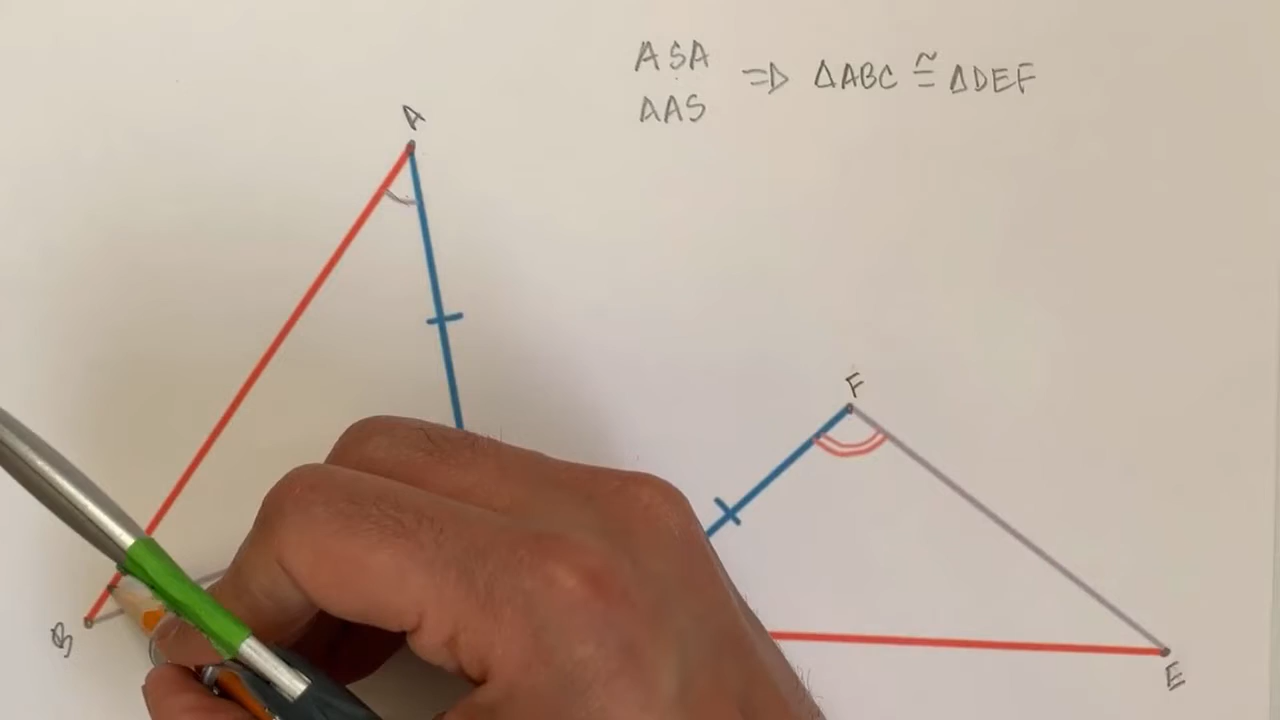 ASA
AAS
⇒ ΔABC ≅ ΔDEF
A
F
B
E